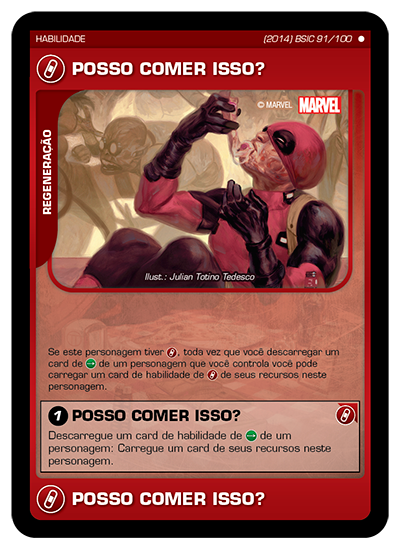 HABILIDADE
(2014) BSIC 91/100
POSSO COMER ISSO?
© MARVEL MARVEL
REGENERAÇÃO
Ilust.: Julian Totino Tedesco
Se este personagem tiver , toda vez que você descarregar um
card de de um personagem que você controla você pode
carregar um card de habilidade de de seus recursos neste
personagem.
1 POSSO COMER ISSO?
Descarregue um card de habilidade de de um
personagem: Carregue um card de seus recursos neste
personagem.
POSSO COMER ISSO?